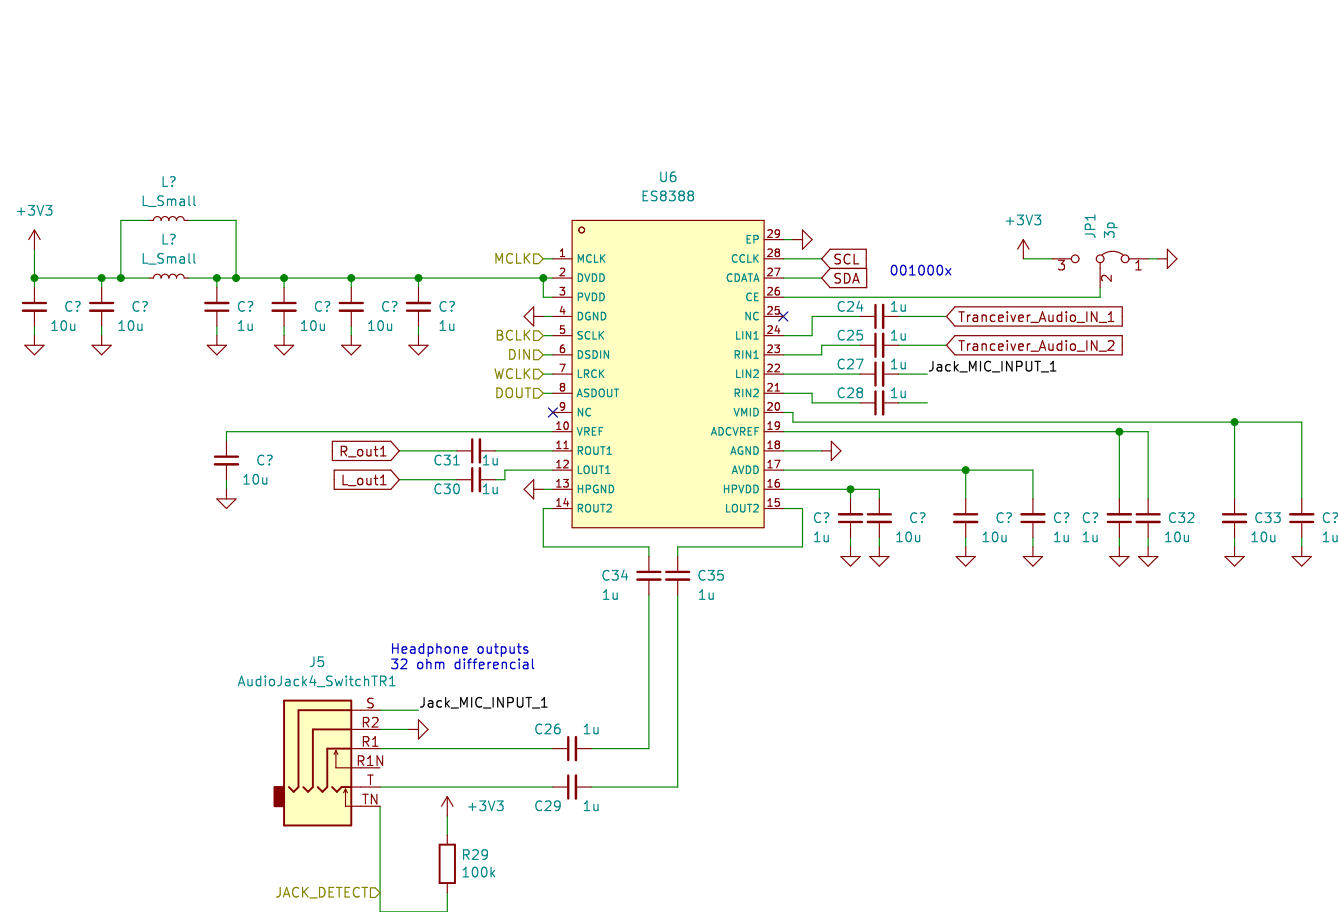 U6
ES8388
L?
L_Small
+3V3
L?
L_Small
C?
10u
C?
10u
C?
1u
C?
10u
C?
10u
C?
1u
MCLK
BCLK
DIN
WCLK
DOUT
1 MCLK
2 DVDD
3 PVDD
4 DGND
5 SCLK
6 DSDIN
7 LRCK
8 ASDOUT
9 NC
10 VREF
11 ROUT1
12 LOUT1
13 HPGND
14 ROUT2
EP 29
CCLK 28
CDATA 27
CE 26
NC 25
LIN1 24
RIN1 23
LIN2 22
RIN2 21
VMID 20
ADCVREF 19
AGND 18
AVDD 17
HPVDD 16
LOUT2 15
SCL
SDA
001000x
+3V3
JP1
3p
3
2
1
C24 1u
Tranceiver_Audio_IN_1
C25 1u
Tranceiver_Audio_IN_2
C27 1u
Jack_MIC_INPUT_1
C28 1u
C?
10u
R_out1
C31 1u
L_out1
C30 1u
C?
1u
C?
10u
C?
10u
C?
1u
C?
1u
C32
10u
C33
10u
C?
1u
C34
1u
C35
1u
Headphone outputs
32 ohm differencial
J5
AudioJack4_SwitchTR1
S
R2
R1
R1N
T
TN
Jack_MIC_INPUT_1
C26 1u
C29 1u
+3V3
R29
100k
JACK_DETECT